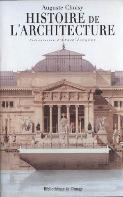 Auguste Choisy
HISTOIRE DE
L'ARCHITECTURE
Bibliothèque de l'Image